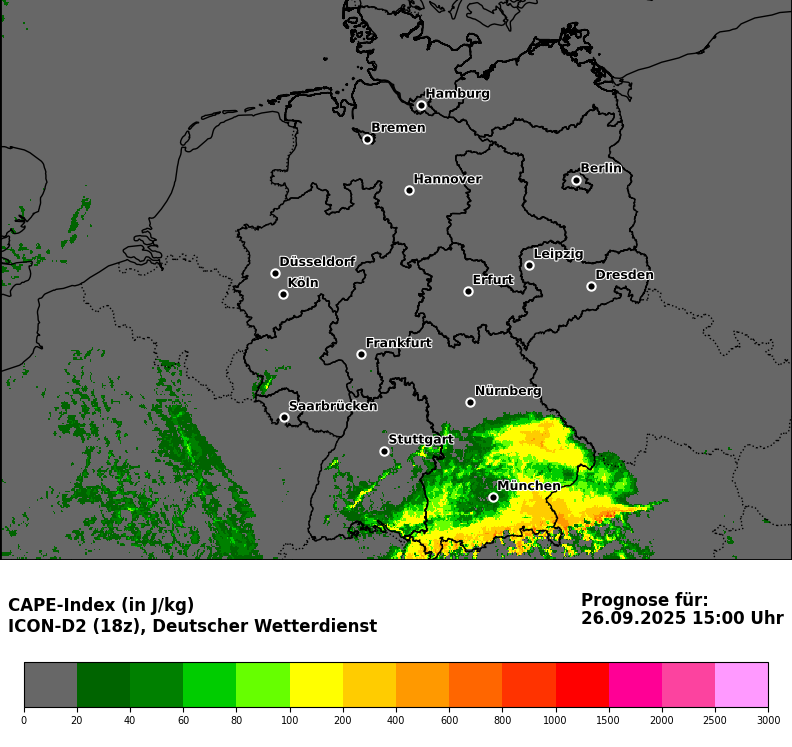 Hamburg
Bremen
Berlin
Hannover
Düsseldorf
Leipzig
Köln
Erfurt
Dresden
Frankfurt
Nürnberg
Saarbrücken
Stuttgart
München
CAPE-Index (in J/kg)
ICON-D2 (18z), Deutscher Wetterdienst
Prognose für:
26.09.2025 15:00 Uhr
0 20 40 60 80 100 200 400 600 800 1000 1500 2000 2500 3000